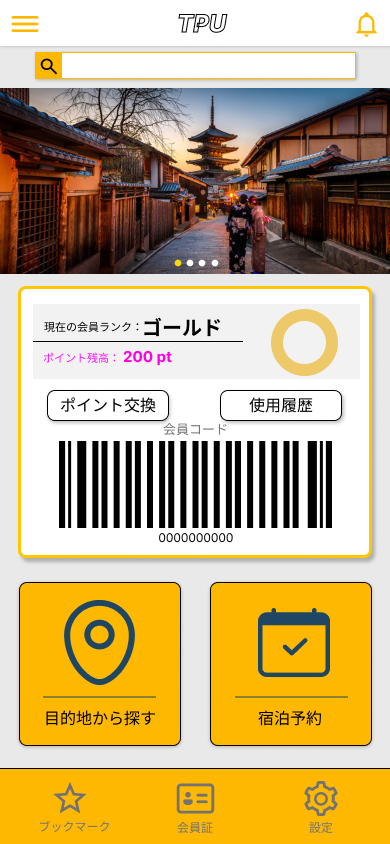 TPU
現在の会員ランク：ゴールド
ポイント残高： 200 pt
ポイント交換 使用履歴
会員コード
0000000000
目的地から探す 宿泊予約
ブックマーク 会員証 設定